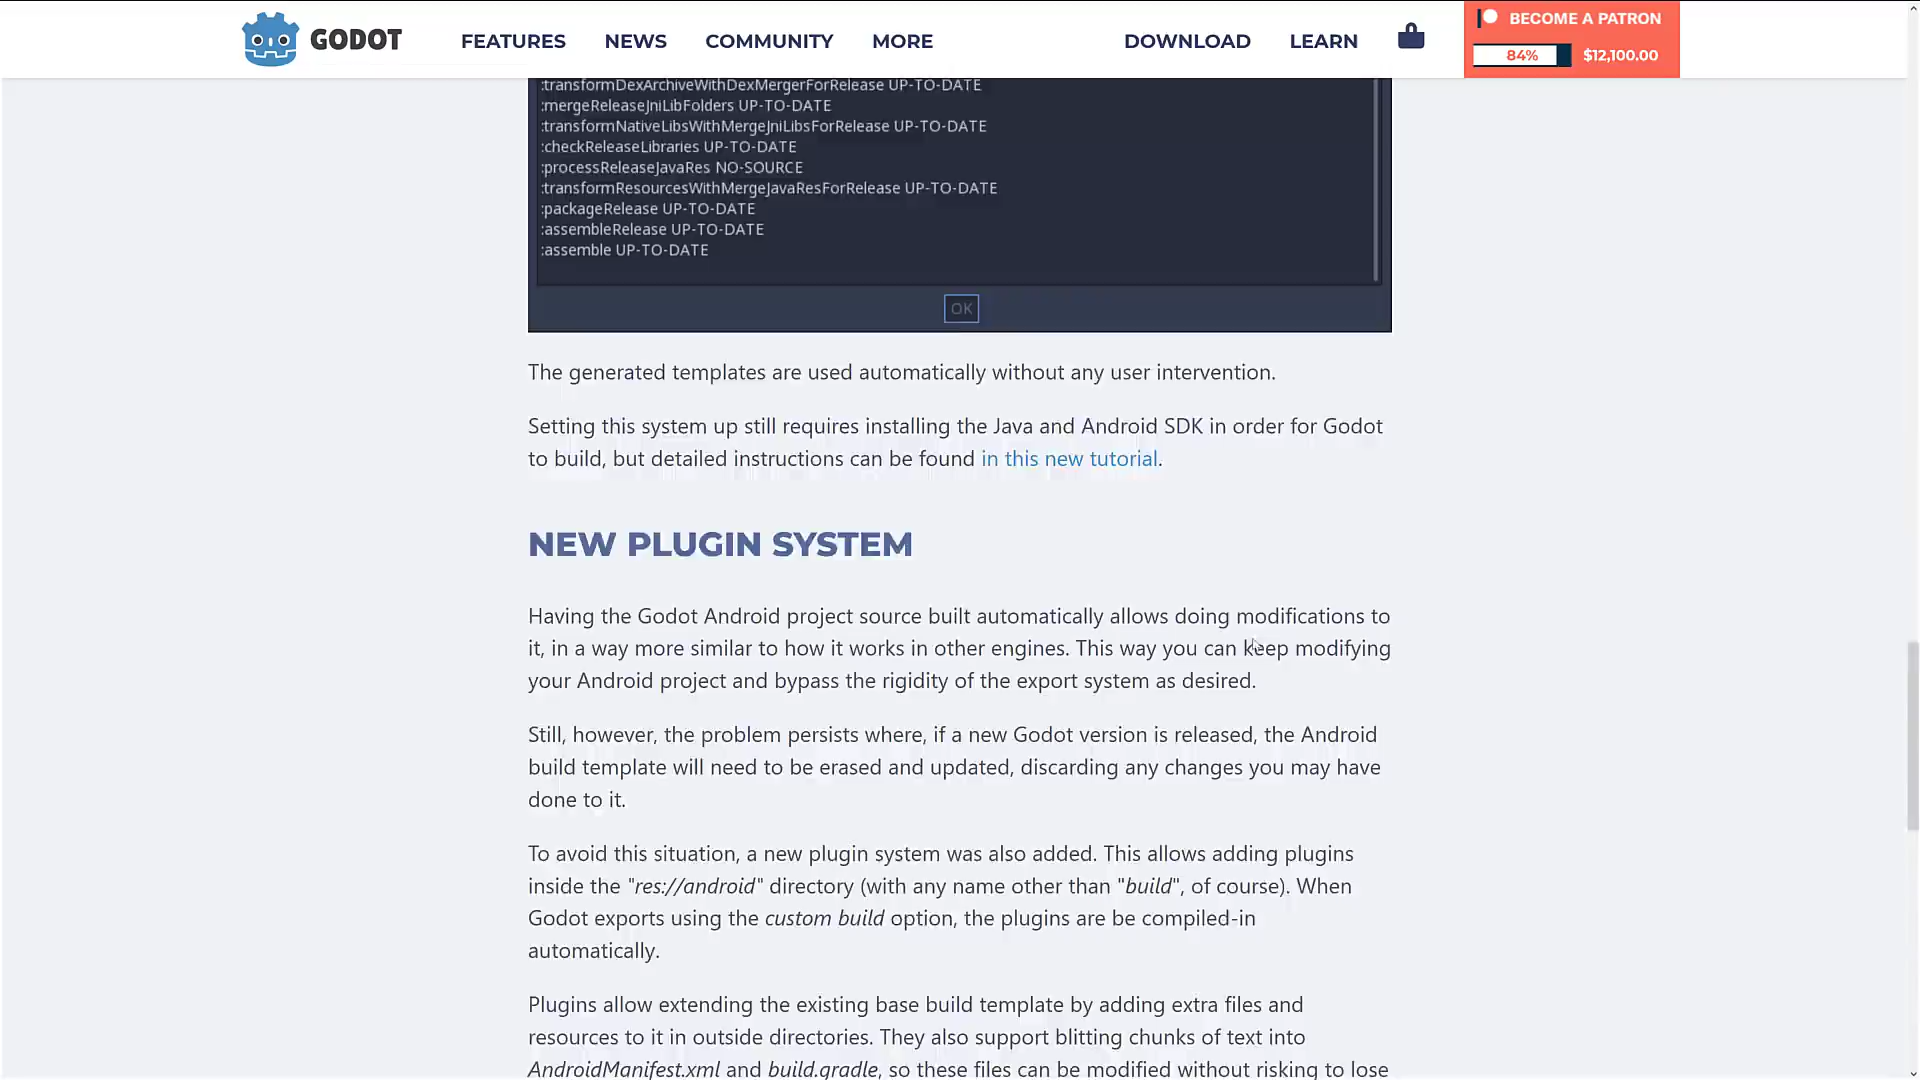 GODOT
FEATURES NEWS COMMUNITY MORE DOWNLOAD LEARN
BECOME A PATRON
84% $12,100.00
:transformDexArchiveWithDexMergerForRelease UP-TO-DATE
:mergeReleaseJniLibFolders UP-TO-DATE
:transformNativeLibsWithMergeJniLibsForRelease UP-TO-DATE
:checkReleaseLibraries UP-TO-DATE
:processReleaseJavaRes NO-SOURCE
:transformResourcesWithMergeJavaResForRelease UP-TO-DATE
:packageRelease UP-TO-DATE
:assembleRelease UP-TO-DATE
:assemble UP-TO-DATE
OK
The generated templates are used automatically without any user intervention.
Setting this system up still requires installing the Java and Android SDK in order for Godot
to build, but detailed instructions can be found in this new tutorial.
NEW PLUGIN SYSTEM
Having the Godot Android project source built automatically allows doing modifications to
it, in a way more similar to how it works in other engines. This way you can keep modifying
your Android project and bypass the rigidity of the export system as desired.
Still, however, the problem persists where, if a new Godot version is released, the Android
build template will need to be erased and updated, discarding any changes you may have
done to it.
To avoid this situation, a new plugin system was also added. This allows adding plugins
inside the "res://android" directory (with any name other than "build", of course). When
Godot exports using the custom build option, the plugins are be compiled-in
automatically.
Plugins allow extending the existing base build template by adding extra files and
resources to it in outside directories. They also support blitting chunks of text into
AndroidManifest.xml and build.gradle, so these files can be modified without risking to lose